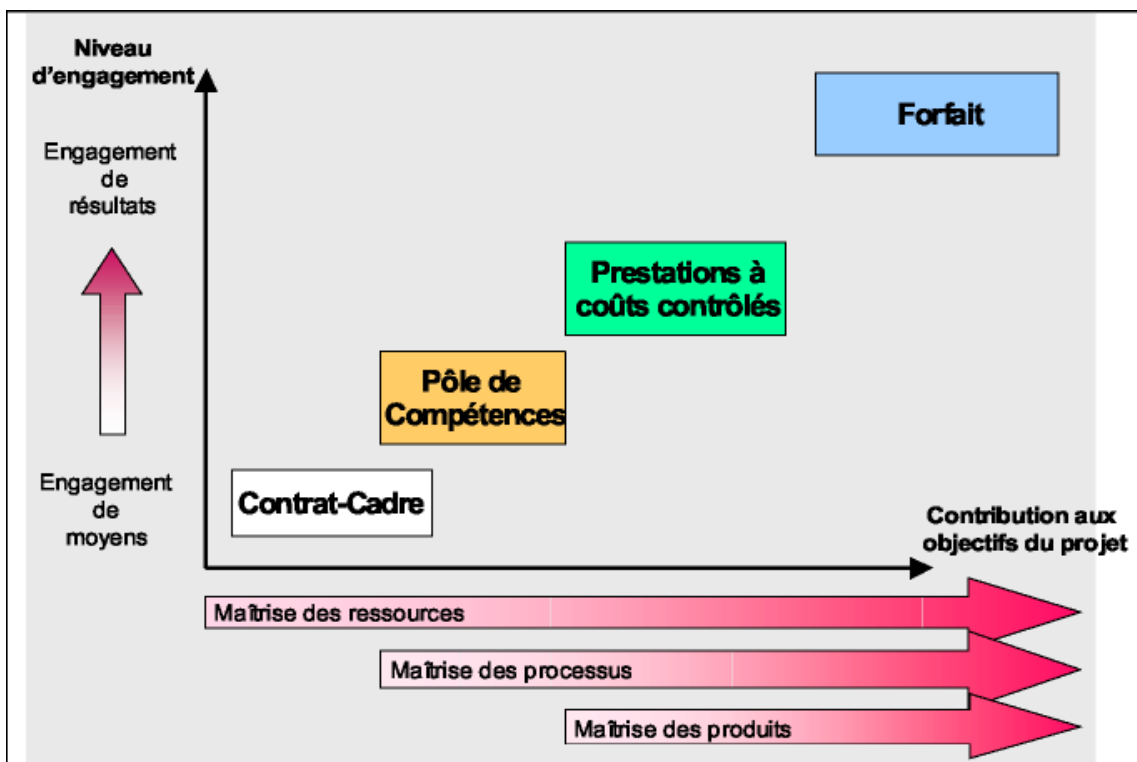 Niveau
d'engagement
Engagement
de
résultats
Forfait
Prestations à
coûts contrôlés
Pôle de
Compétences
Engagement
de
moyens
Contrat-Cadre
Contribution aux
objectifs du projet
Maîtrise des ressources
Maîtrise des processus
Maîtrise des produits